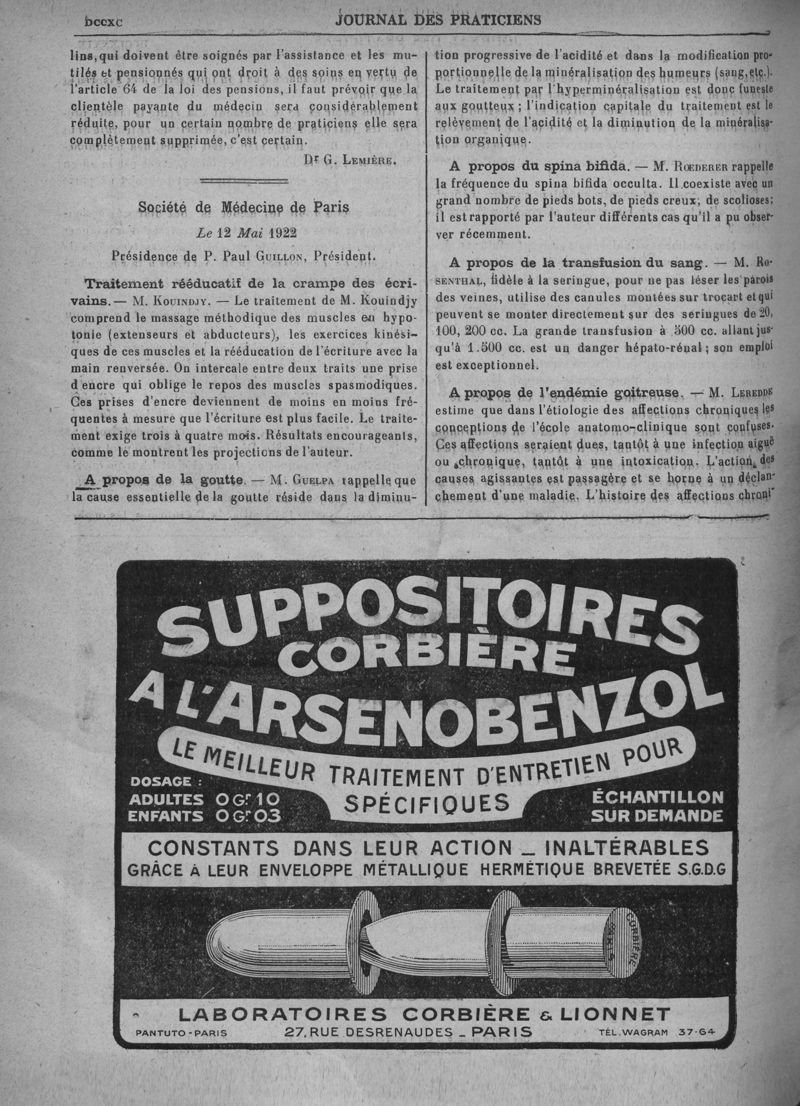 bccxc
JOURNAL DES PRATICIENS
lins, qui doivent être soignés par l'assistance et les mu-
tilés et pensionnés qui ont droit à des soins en vertu de
l'article 64 de la loi des pensions, il faut prévoir que la
clientèle payante du médecin sera considérablement
réduite, pour un certain nombre de praticiens elle sera
complètement supprimée, c'est certain.
Dr G. LEMIÈRE.
Société de Médecine de Paris
Le 12 Mai 1922
Présidence de P. Paul GUILLON, Président.
Traitement rééducatif de la crampe des écri-
vains. — M. KOUINDJY. — Le traitement de M. Kouindjy
comprend le massage méthodique des muscles en hypo-
tonie (extenseurs et abducteurs), les exercices kinési-
ques de ces muscles et la rééducation de l'écriture avec la
main renversée. On intercale entre deux traits une prise
d'encre qui oblige le repos des muscles spasmodiques.
Ces prises d'encre deviennent de moins en moins fré-
quentes à mesure que l'écriture est plus facile. Le traite-
ment exige trois à quatre mois. Résultats encourageants,
comme le montrent les projections de l'auteur.
A propos de la goutte. — M. GUELPA rappelle que
la cause essentielle de la goutte réside dans la diminu-
tion progressive de l'acidité et dans la modification pro-
portionnelle de la minéralisation des humeurs (sang, etc.).
Le traitement par l'hyperminéralisation est donc funeste
aux goutteux ; l'indication capitale du traitement est le
relèvement de l'acidité et la diminution de la minéralisa-
tion organique.
A propos du spina bifida. — M. RŒDERER rappelle
la fréquence du spina bifida occulta. Il coexiste avec un
grand nombre de pieds bots, de pieds creux, de scolioses;
il est rapporté par l'auteur différents cas qu'il a pu obser-
ver récemment.
A propos de la transfusion du sang. — M. RO-
SENTHAL, fidèle à la seringue, pour ne pas léser les parois
des veines, utilise des canules montées sur trocart et qui
peuvent se monter directement sur des seringues de 20,
100, 200 cc. La grande transfusion à 500 cc. allant jus-
qu'à 1.500 cc. est un danger hépato-rénal ; son emploi
est exceptionnel.
A propos de l'endémie goitreuse. — M. LEREDDE
estime que dans l'étiologie des affections chroniques les
conceptions de l'école anatomo-clinique sont confuses.
Ces affections seraient dues, tantôt à une infection aiguë
ou chronique, tantôt à une intoxication. L'action des
causes agissantes est passagère et se borne à un déclan-
chement d'une maladie. L'histoire des affections chroni-
SUPPOSITOIRES
CORBIÈRE
A L'ARSENOBENZOL
LE MEILLEUR TRAITEMENT D'ENTRETIEN POUR
SPÉCIFIQUES
DOSAGE :
ADULTES 0 Gr 10
ENFANTS 0 Gr 03
ÉCHANTILLON
SUR DEMANDE
CONSTANTS DANS LEUR ACTION _ INALTÉRABLES
GRÂCE A LEUR ENVELOPPE MÉTALLIQUE HERMÉTIQUE BREVETÉE S.G.D.G
CORBIÈRE
PARIS
LABORATOIRES CORBIÈRE & LIONNET
PANTUTO - PARIS
27, RUE DESRENAUDES _ PARIS
TÉL. WAGRAM 37-64